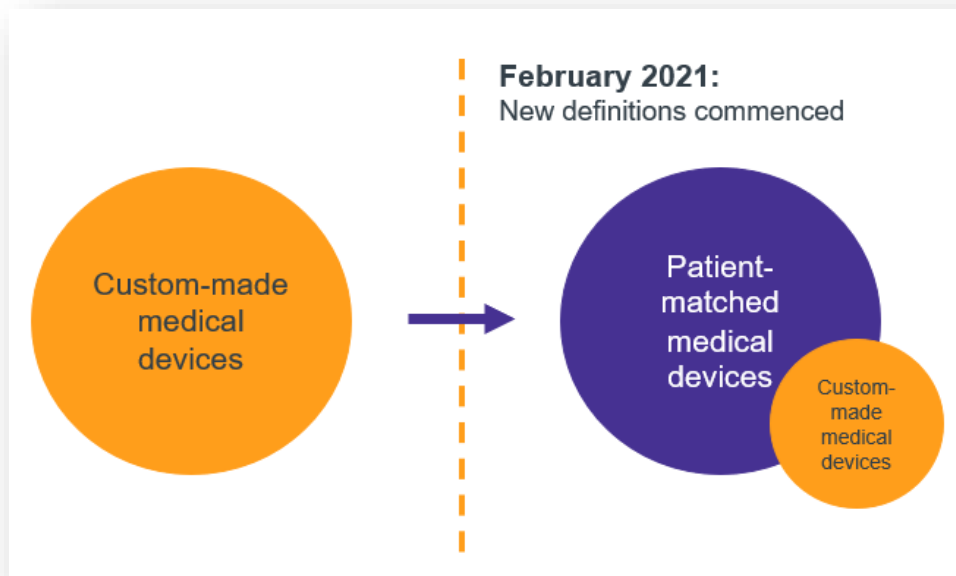 February 2021:
New definitions commenced
Custom-made
medical
devices
Patient-
matched
medical
devices
Custom-
made
medical
devices